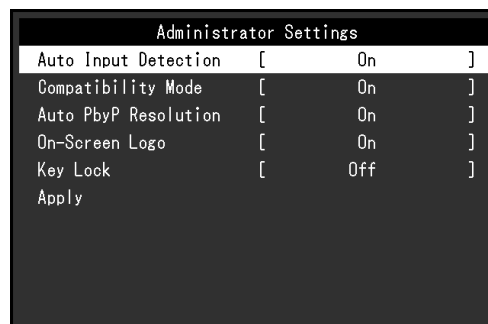 Administrator Settings
Auto Input Detection [ On ]
Compatibility Mode [ On ]
Auto PbyP Resolution [ On ]
On-Screen Logo [ On ]
Key Lock [ Off ]
Apply